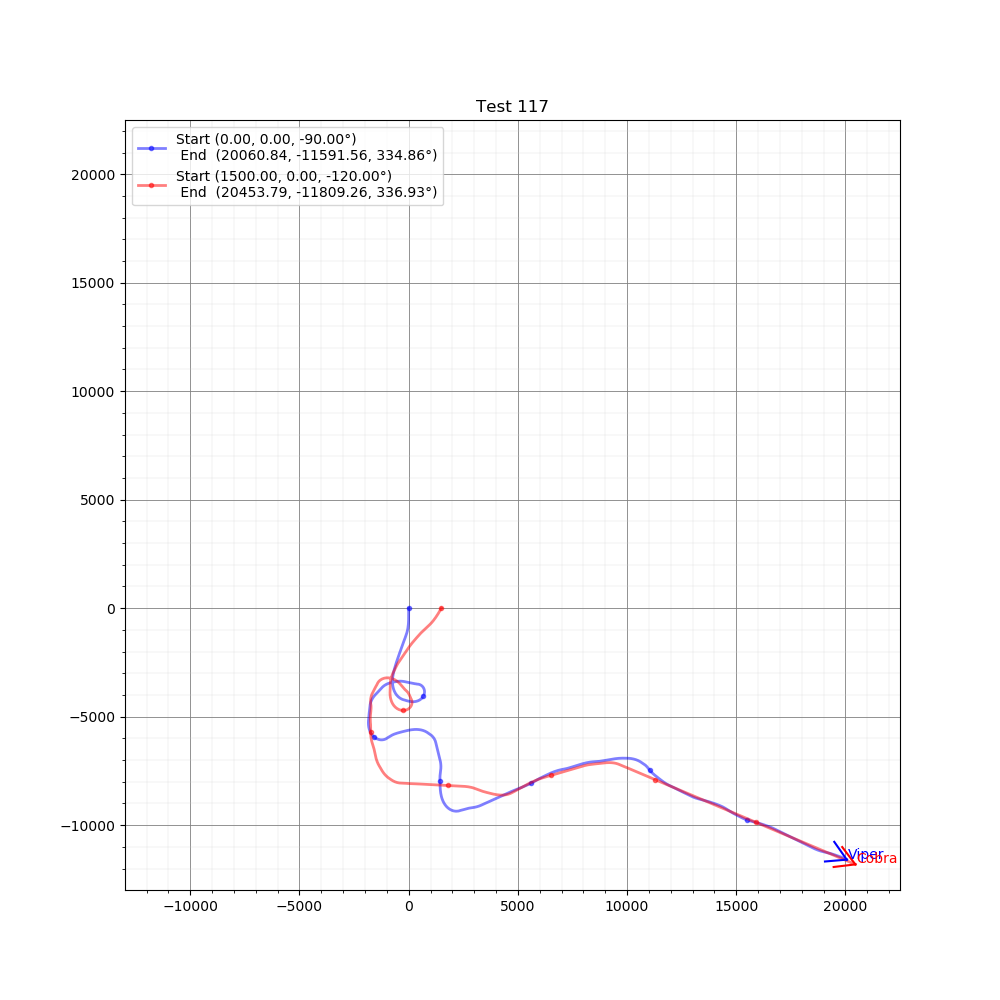 Test 117
Start (0.00, 0.00, -90.00°)
End (20060.84, -11591.56, 334.86°)
Start (1500.00, 0.00, -120.00°)
End (20453.79, -11809.26, 336.93°)
20000
15000
10000
5000
0
−5000
−10000
Viper
Cobra
−10000 −5000 0 5000 10000 15000 20000